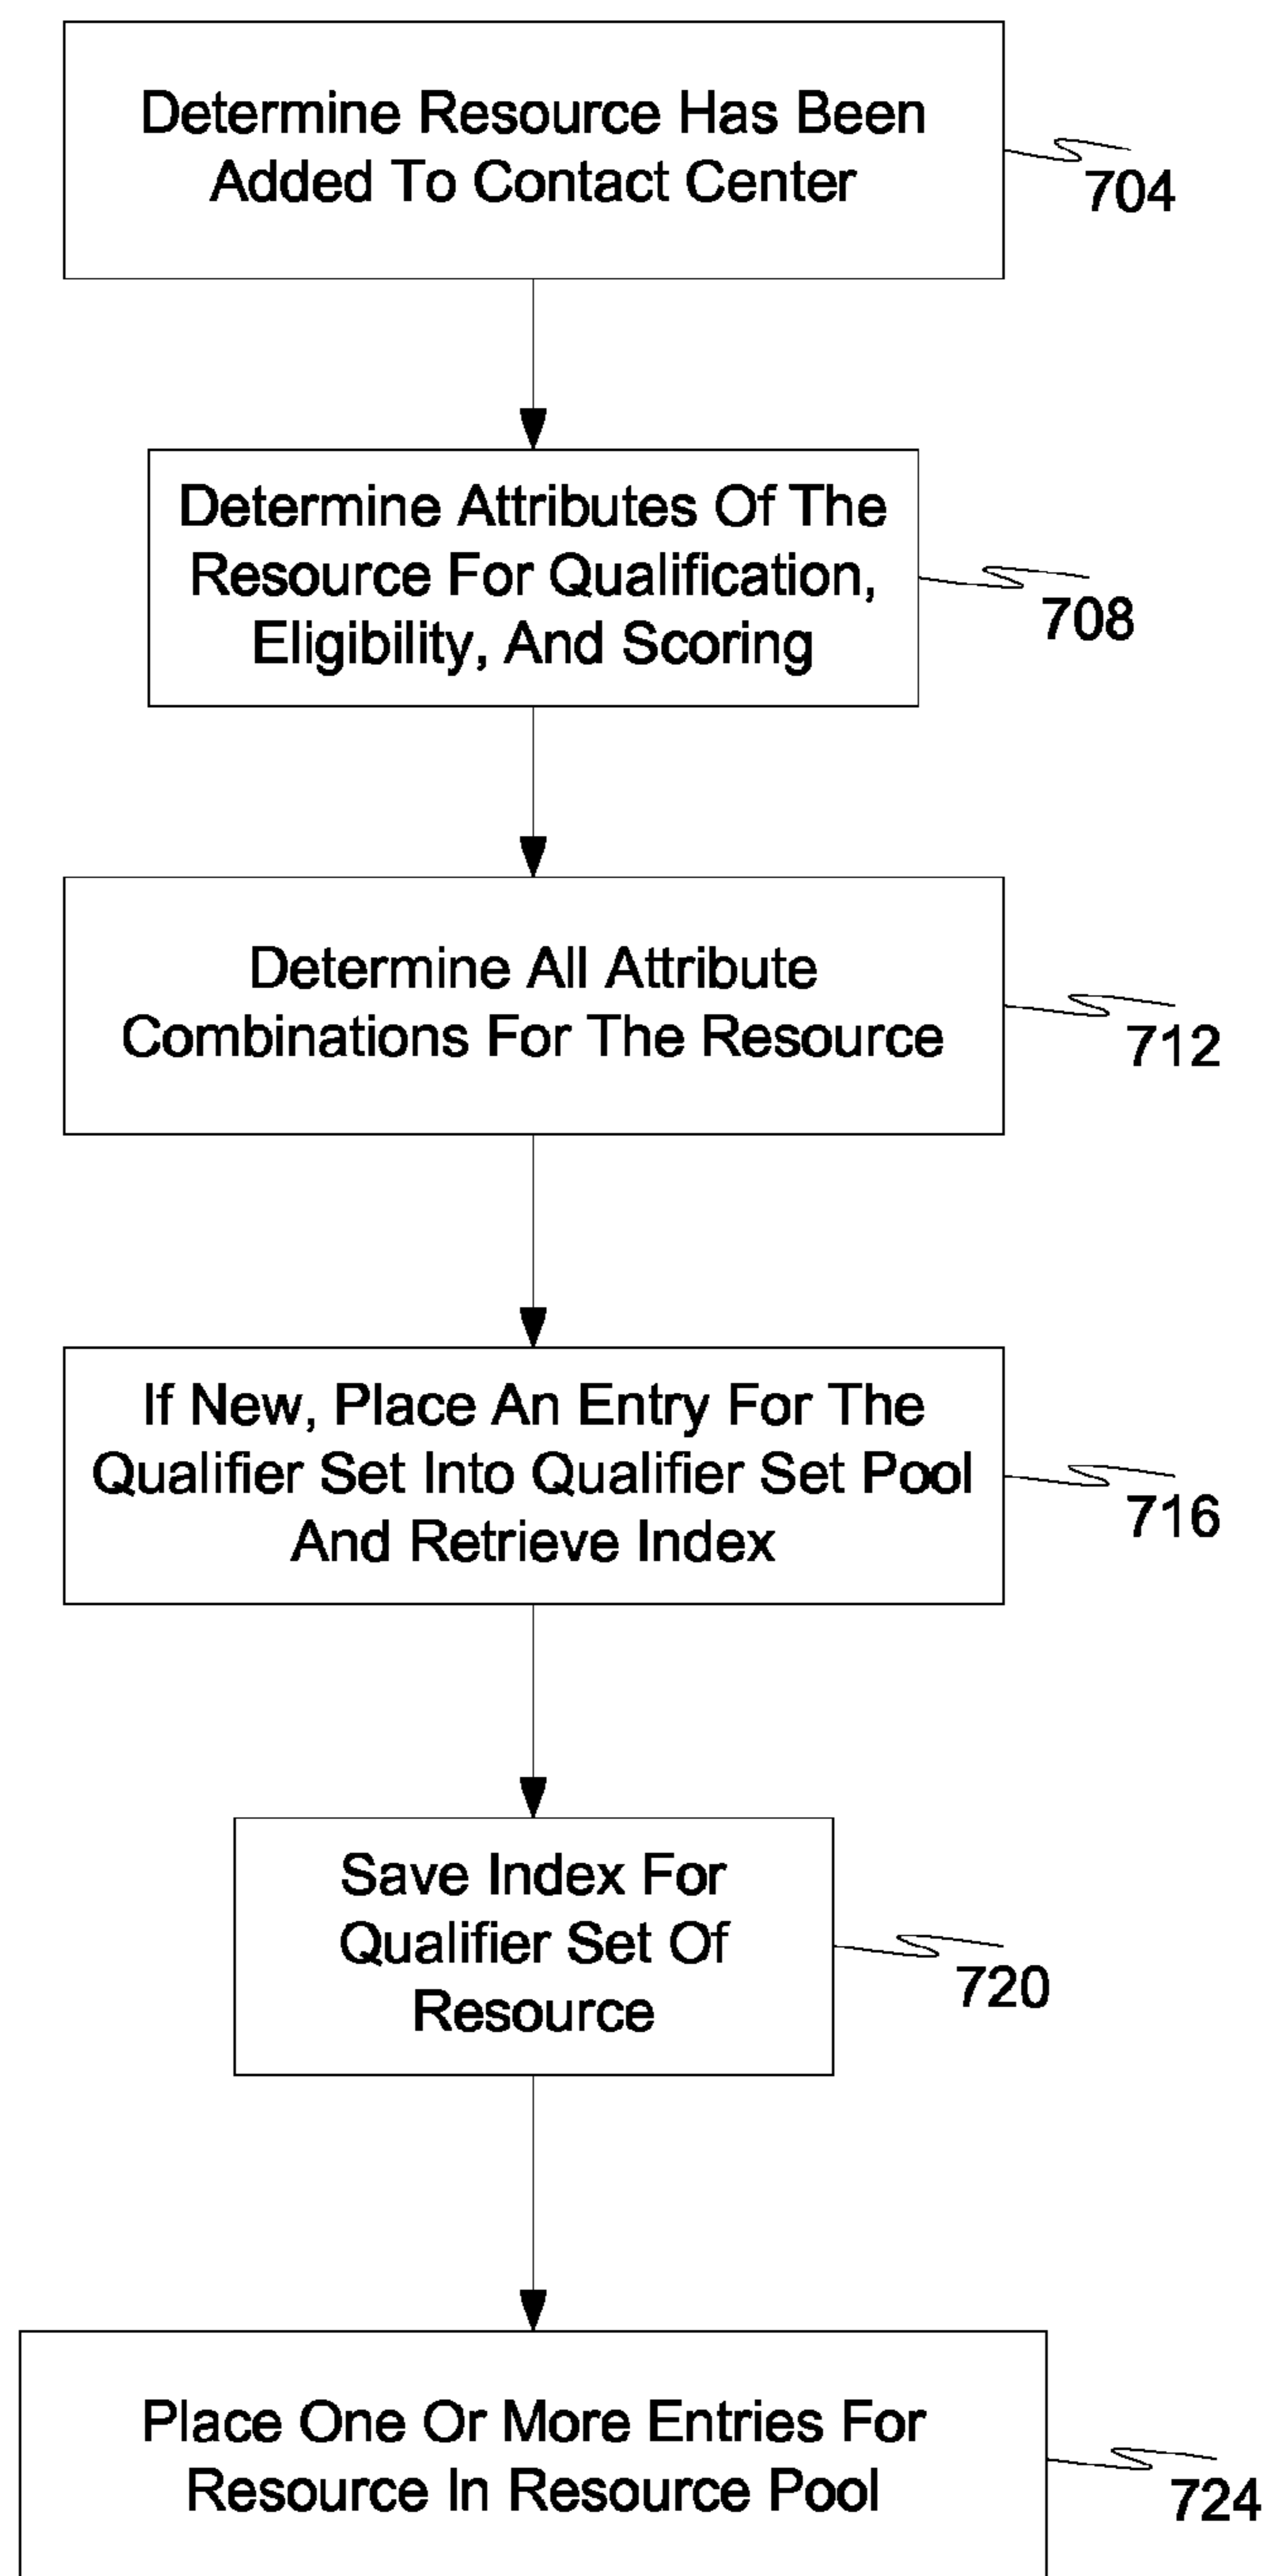 Determine Resource Has Been
Added To Contact Center
704
Determine Attributes Of The
Resource For Qualification,
Eligibility, And Scoring
708
Determine All Attribute
Combinations For The Resource
712
If New, Place An Entry For The
Qualifier Set Into Qualifier Set Pool
And Retrieve Index
716
Save Index For
Qualifier Set Of
Resource
720
Place One Or More Entries For
Resource In Resource Pool
724